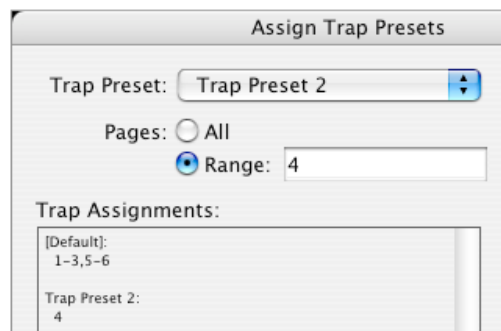 Assign Trap Presets
Trap Preset: Trap Preset 2
Pages: All
Range: 4
Trap Assignments:
[Default]:
1-3,5-6
Trap Preset 2:
4